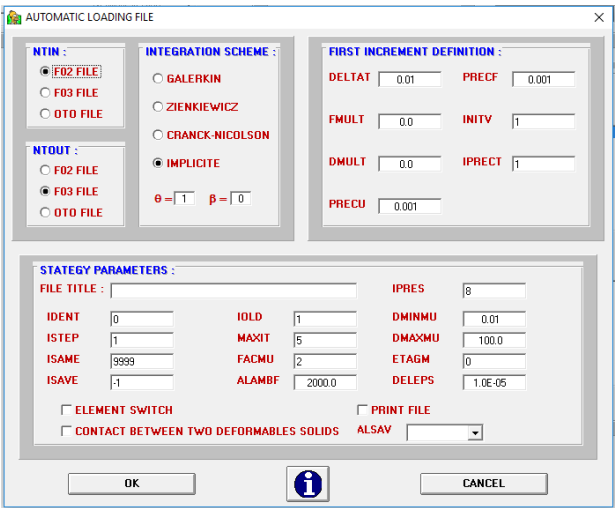 AUTOMATIC LOADING FILE
NTIN :
F02 FILE
F03 FILE
OTO FILE
NTOUT :
F02 FILE
F03 FILE
OTO FILE
INTEGRATION SCHEME :
GALERKIN
ZIENKIEWICZ
CRANCK-NICOLSON
IMPLICITE
θ = 1 β = 0
FIRST INCREMENT DEFINITION :
DELTAT 0.01 PRECF 0.001
FMULT 0.0 INITV 1
DMULT 0.0 IPRECT 1
PRECU 0.001
STATEGY PARAMETERS :
FILE TITLE : IPRES 8
IDENT 0 IOLD 1 DMINMU 0.01
ISTEP 1 MAXIT 5 DMAXMU 100.0
ISAME 9999 FACMU 2 ETAGM 0
ISAVE -1 ALAMBF 2000.0 DELEPS 1.0E-05
ELEMENT SWITCH PRINT FILE
CONTACT BETWEEN TWO DEFORMABLES SOLIDS ALSAV
OK i CANCEL